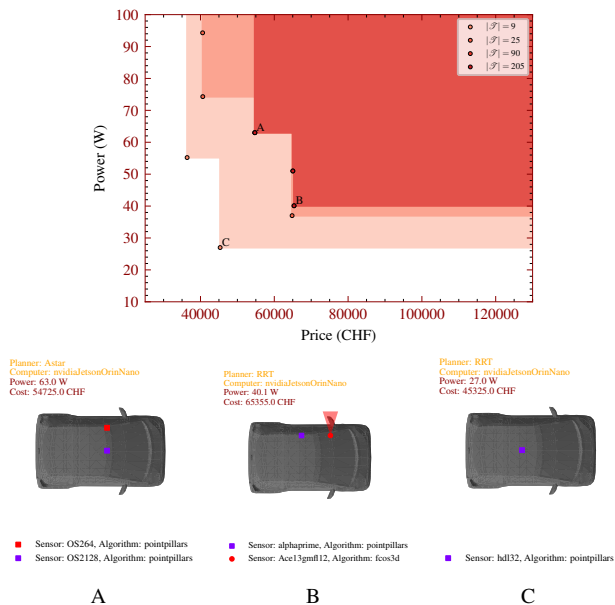 100
90
80
70
60
50
40
30
20
10
Power (W)
|𝒯| = 9
|𝒯| = 25
|𝒯| = 90
|𝒯| = 205
A
B
C
40000 60000 80000 100000 120000
Price (CHF)
Planner: Astar
Computer: nvidiaJetsonOrinNano
Power: 63.0 W
Cost: 54725.0 CHF
Planner: RRT
Computer: nvidiaJetsonOrinNano
Power: 40.1 W
Cost: 65355.0 CHF
Planner: RRT
Computer: nvidiaJetsonOrinNano
Power: 27.0 W
Cost: 45325.0 CHF
Sensor: OS264, Algorithm: pointpillars
Sensor: OS2128, Algorithm: pointpillars
Sensor: alphaprime, Algorithm: pointpillars
Sensor: Ace13gmfl12, Algorithm: fcos3d
Sensor: hdl32, Algorithm: pointpillars
A B C